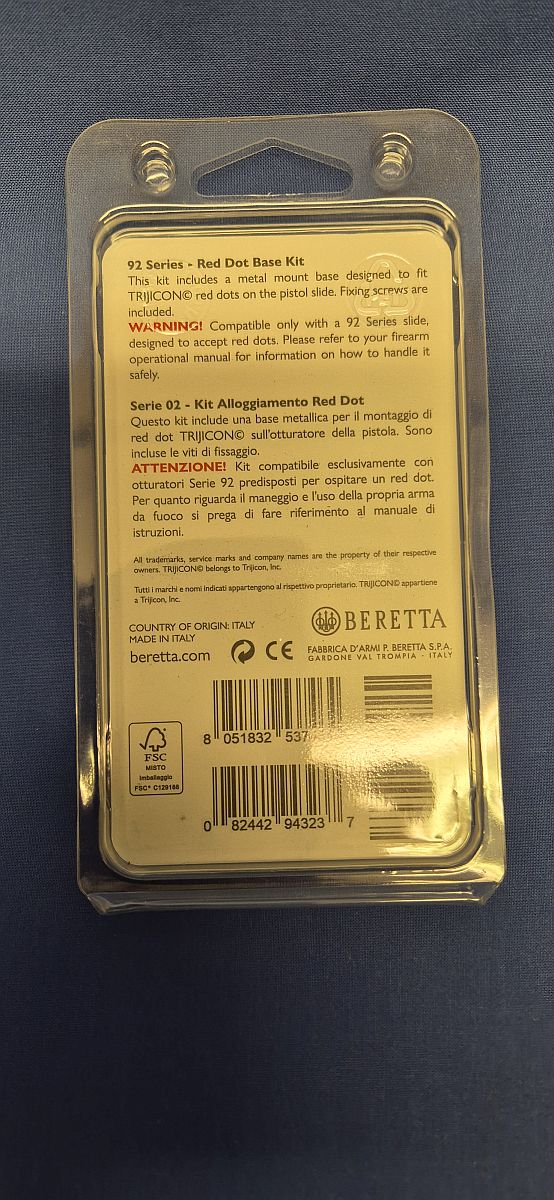 92 Series - Red Dot Base Kit
This kit includes a metal mount base designed to fit
TRIJICON© red dots on the pistol slide. Fixing screws are
included.
WARNING! Compatible only with a 92 Series slide,
designed to accept red dots. Please refer to your firearm
operational manual for information on how to handle it
safely.
Serie 02 - Kit Alloggiamento Red Dot
Questo kit include una base metallica per il montaggio di
red dot TRIJICON© sull'otturatore della pistola. Sono
incluse le viti di fissaggio.
ATTENZIONE! Kit compatibile esclusivamente con
otturatori Serie 92 predisposti per ospitare un red dot.
Per quanto riguarda il maneggio e l'uso della propria arma
da fuoco si prega di fare riferimento al manuale di
istruzioni.
All trademarks, service marks and company names are the property of their respective
owners. TRIJICON© belongs to Trijicon, Inc.
Tutti i marchi e nomi indicati appartengono al rispettivo proprietario. TRIJICON© appartiene
a Trijicon, Inc.
COUNTRY OF ORIGIN: ITALY
MADE IN ITALY
beretta.com
CE
BERETTA
FABBRICA D'ARMI P. BERETTA S.P.A.
GARDONE VAL TROMPIA - ITALY
8 051832 537
FSC
MISTO
Imballaggio
FSC® C129188
0 82442 94323 7